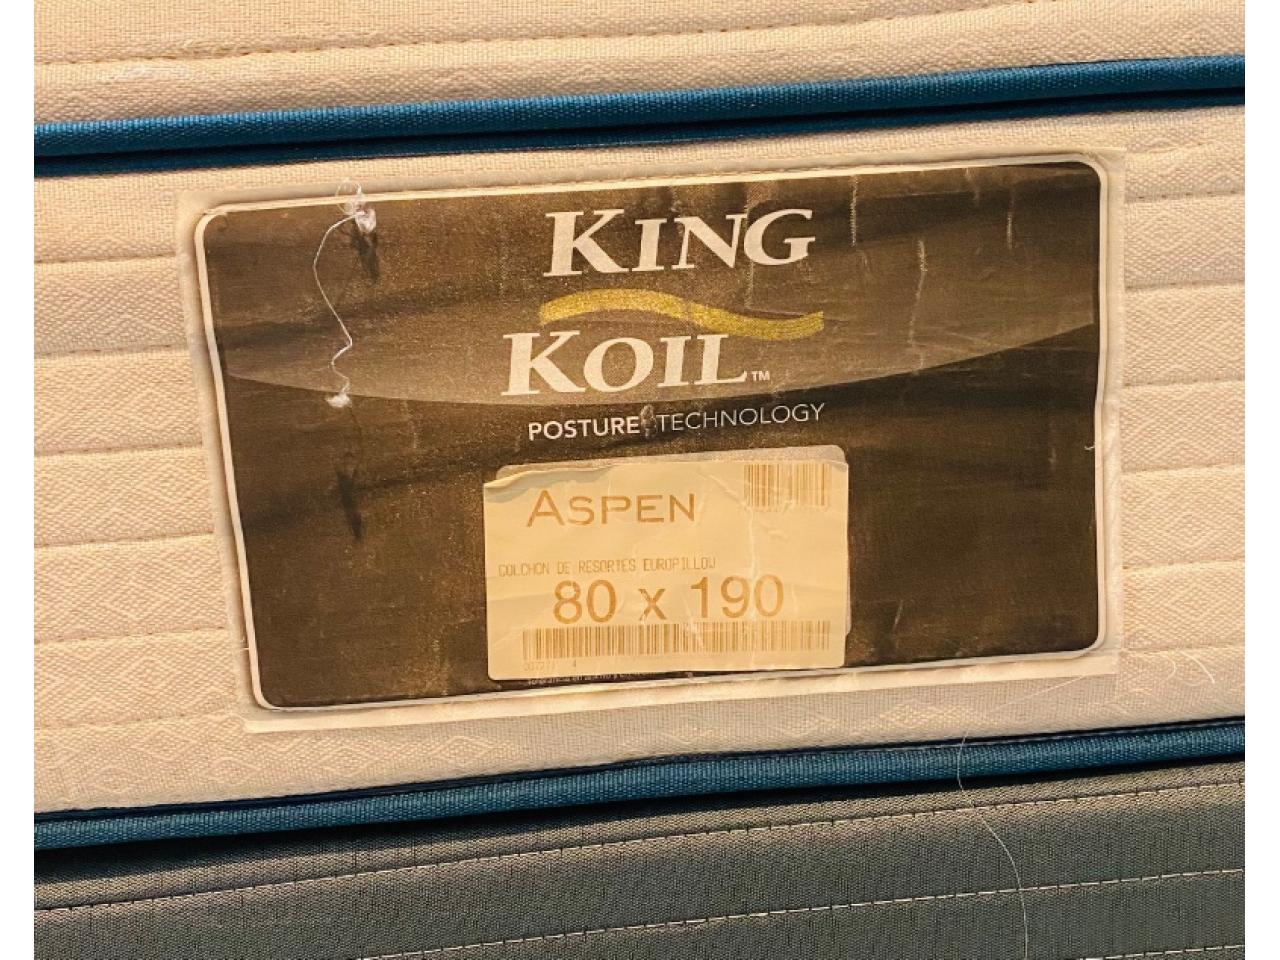 KING
KOIL™
POSTURE TECHNOLOGY
ASPEN
COLCHON DE RESORTES EUROPILLOW
80 x 190